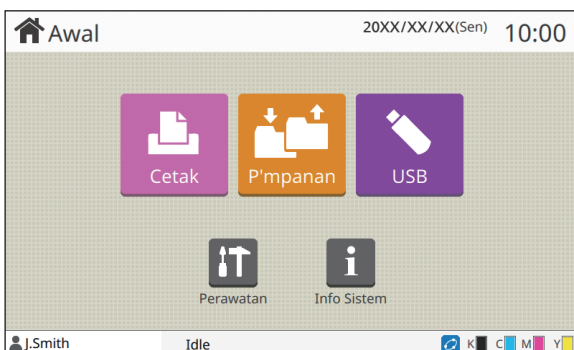 Awal
20XX/XX/XX(Sen) 10:00
Cetak
P'mpanan
USB
Perawatan
Info Sistem
J.Smith
Idle
K C M Y